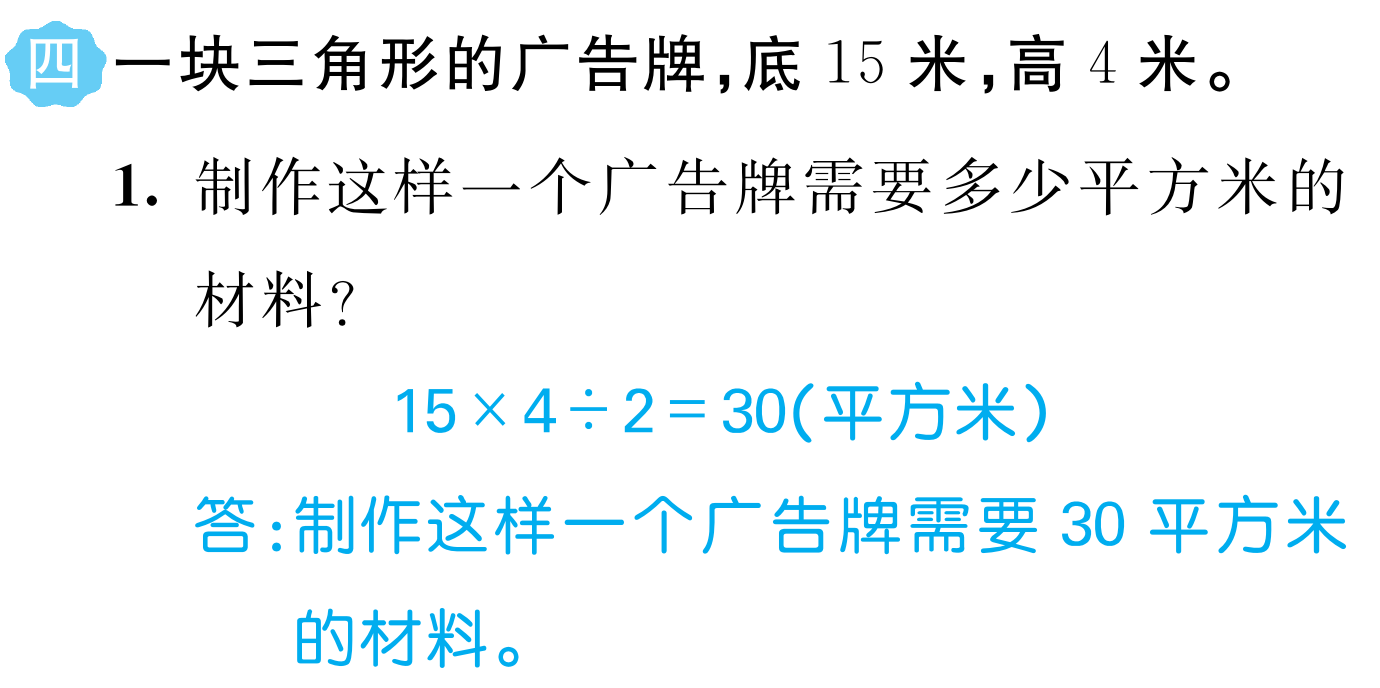 四 一块三角形的广告牌,底 15 米,高 4 米。
1. 制作这样一个广告牌需要多少平方米的
材料?
15×4÷2=30(平方米)
答:制作这样一个广告牌需要 30 平方米
的材料。